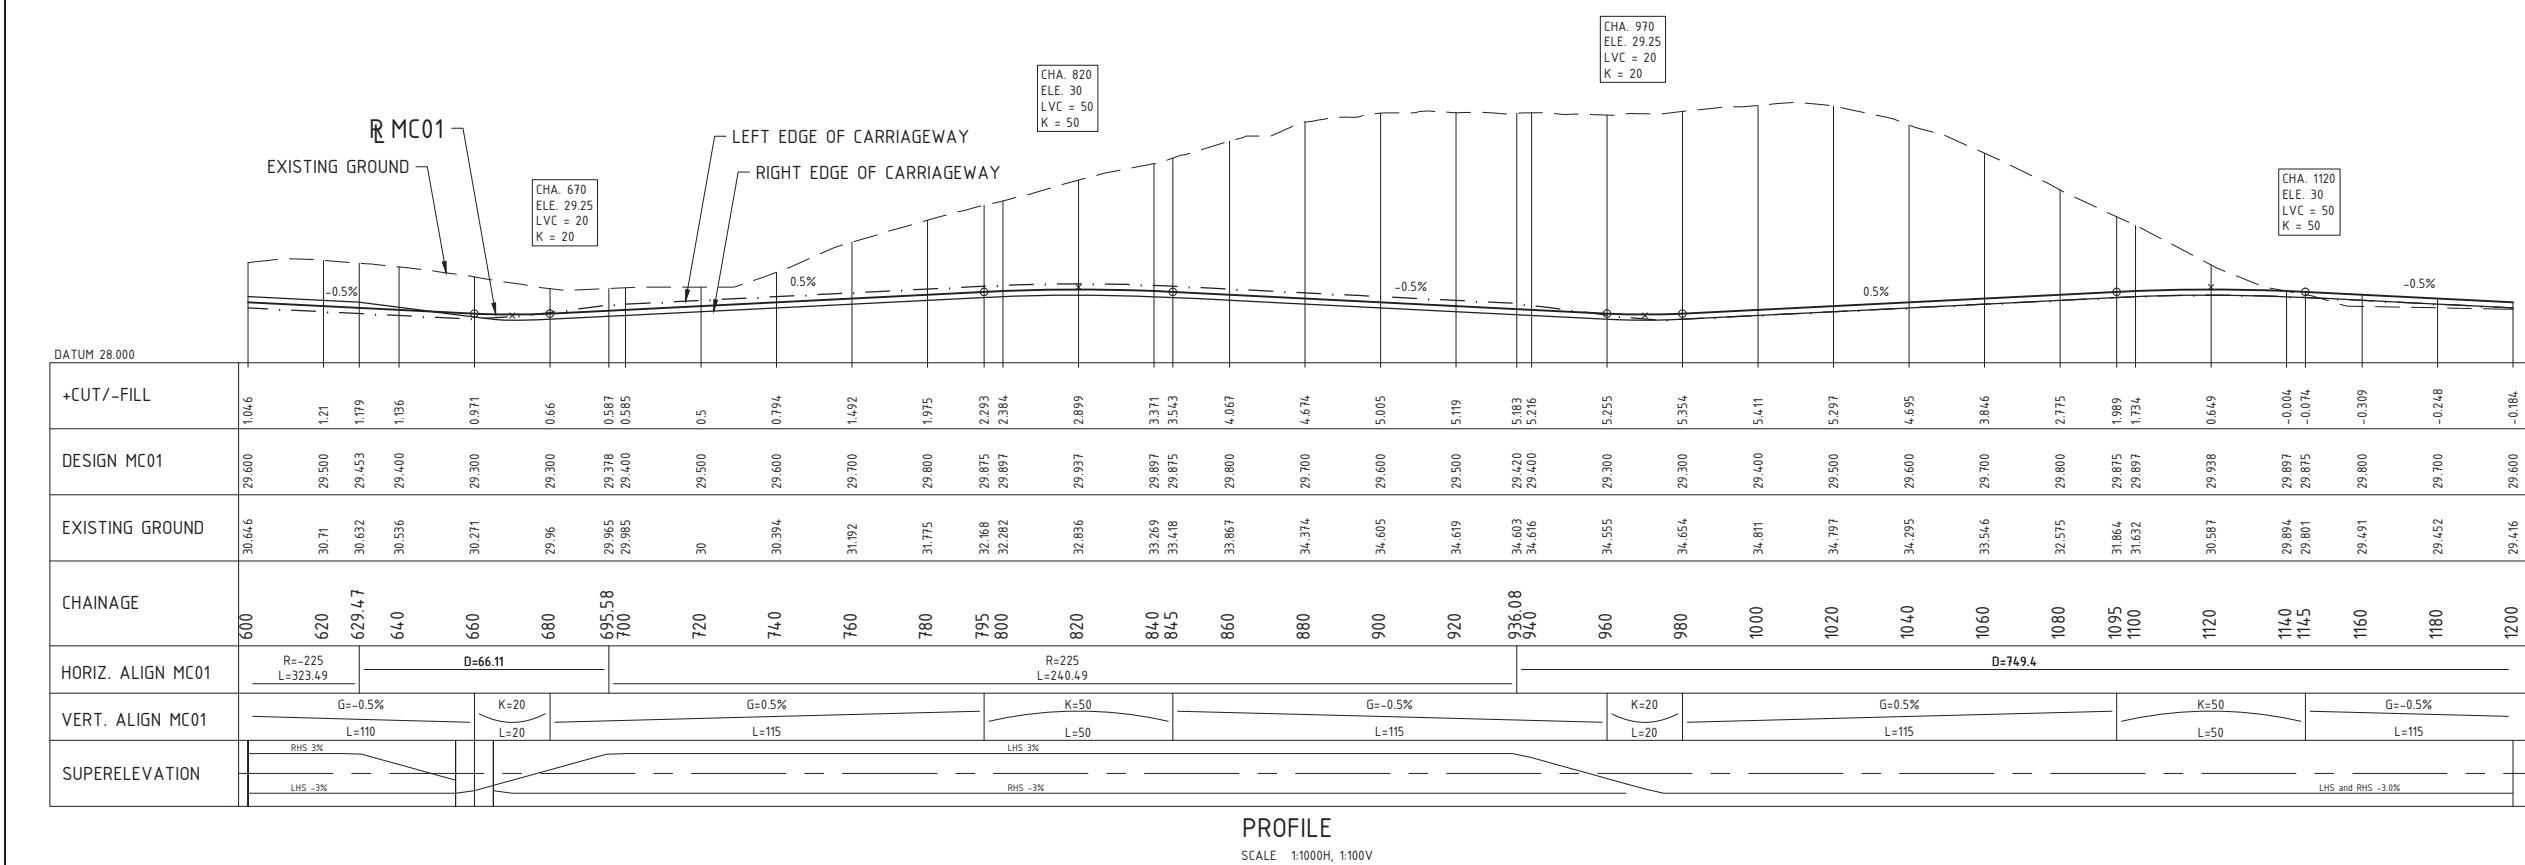 CHA. 970
ELE. 29.25
LVC = 20
K = 20
CHA. 820
ELE. 30
LVC = 50
K = 50
MC01
EXISTING GROUND
LEFT EDGE OF CARRIAGEWAY
RIGHT EDGE OF CARRIAGEWAY
CHA. 670
ELE. 29.25
LVC = 20
K = 20
CHA. 1120
ELE. 30
LVC = 50
K = 50
-0.5% 0.5% -0.5% 0.5% -0.5%
DATUM 28.000
+CUT/-FILL 1.046 1.21 1.179 1.136 0.971 0.66 0.587 0.585 0.5 0.794 1.492 1.975 2.293 2.384 2.899 3.371 3.543 4.067 4.674 5.005 5.119 5.183 5.216 5.255 5.354 5.411 5.297 4.695 3.846 2.775 1.989 1.734 0.649 -0.004 -0.074 -0.309 -0.248 -0.184
DESIGN MC01 29.600 29.500 29.453 29.400 29.300 29.300 29.378 29.400 29.500 29.600 29.700 29.800 29.875 29.897 29.937 29.897 29.875 29.800 29.700 29.600 29.500 29.420 29.400 29.300 29.300 29.400 29.500 29.600 29.700 29.800 29.875 29.897 29.938 29.897 29.875 29.800 29.700 29.600
EXISTING GROUND 30.646 30.71 30.632 30.536 30.271 29.96 29.965 29.985 30 30.394 31.192 31.775 32.168 32.282 32.836 33.269 33.418 33.867 34.374 34.605 34.619 34.603 34.616 34.555 34.654 34.811 34.797 34.295 33.546 32.575 31.864 31.632 30.587 29.894 29.801 29.491 29.452 29.416
CHAINAGE 600 620 629.47 640 660 680 695.58 700 720 740 760 780 795 800 820 840 845 860 880 900 920 936.08 940 960 980 1000 1020 1040 1060 1080 1095 1100 1120 1140 1145 1160 1180 1200
HORIZ. ALIGN MC01
R=-225
L=323.49
D=66.11
R=225
L=240.49
D=749.4
VERT. ALIGN MC01
G=-0.5% K=20 G=0.5% K=50 G=-0.5% K=20 G=0.5% K=50 G=-0.5%
L=110 L=20 L=115 L=50 L=115 L=20 L=115 L=50 L=115
SUPERELEVATION
RHS 3% LHS 3%
LHS -3% RHS -3% LHS and RHS -3.0%
PROFILE
SCALE 1:1000H, 1:100V